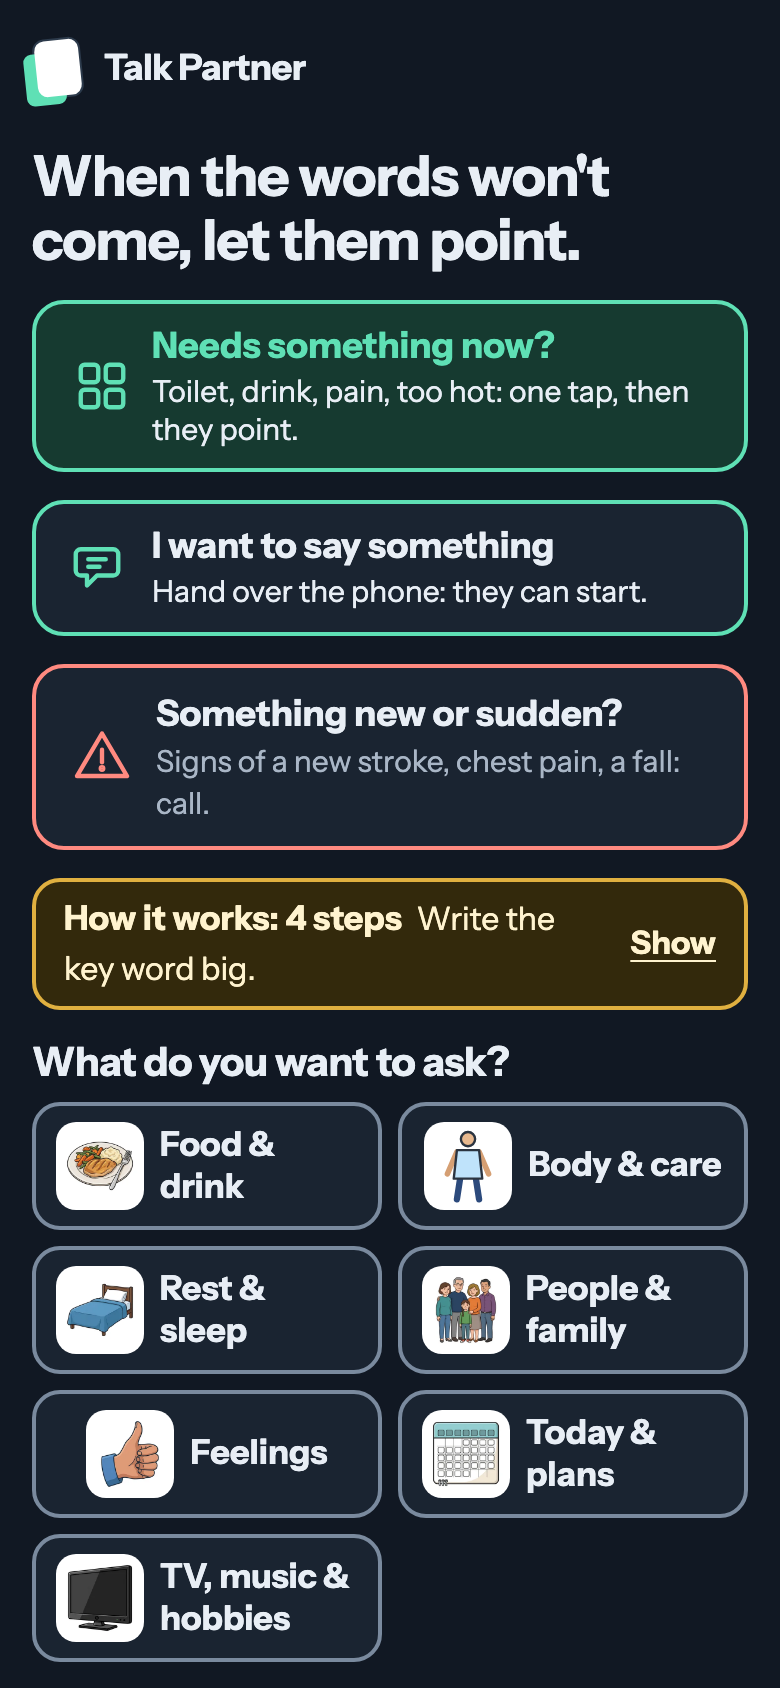 Talk Partner
When the words won't
come, let them point.
Needs something now?
Toilet, drink, pain, too hot: one tap, then
they point.
I want to say something
Hand over the phone: they can start.
Something new or sudden?
Signs of a new stroke, chest pain, a fall:
call.
How it works: 4 steps Write the
key word big.
Show
What do you want to ask?
Food &
drink
Body & care
Rest &
sleep
People &
family
Feelings
Today &
plans
TV, music &
hobbies